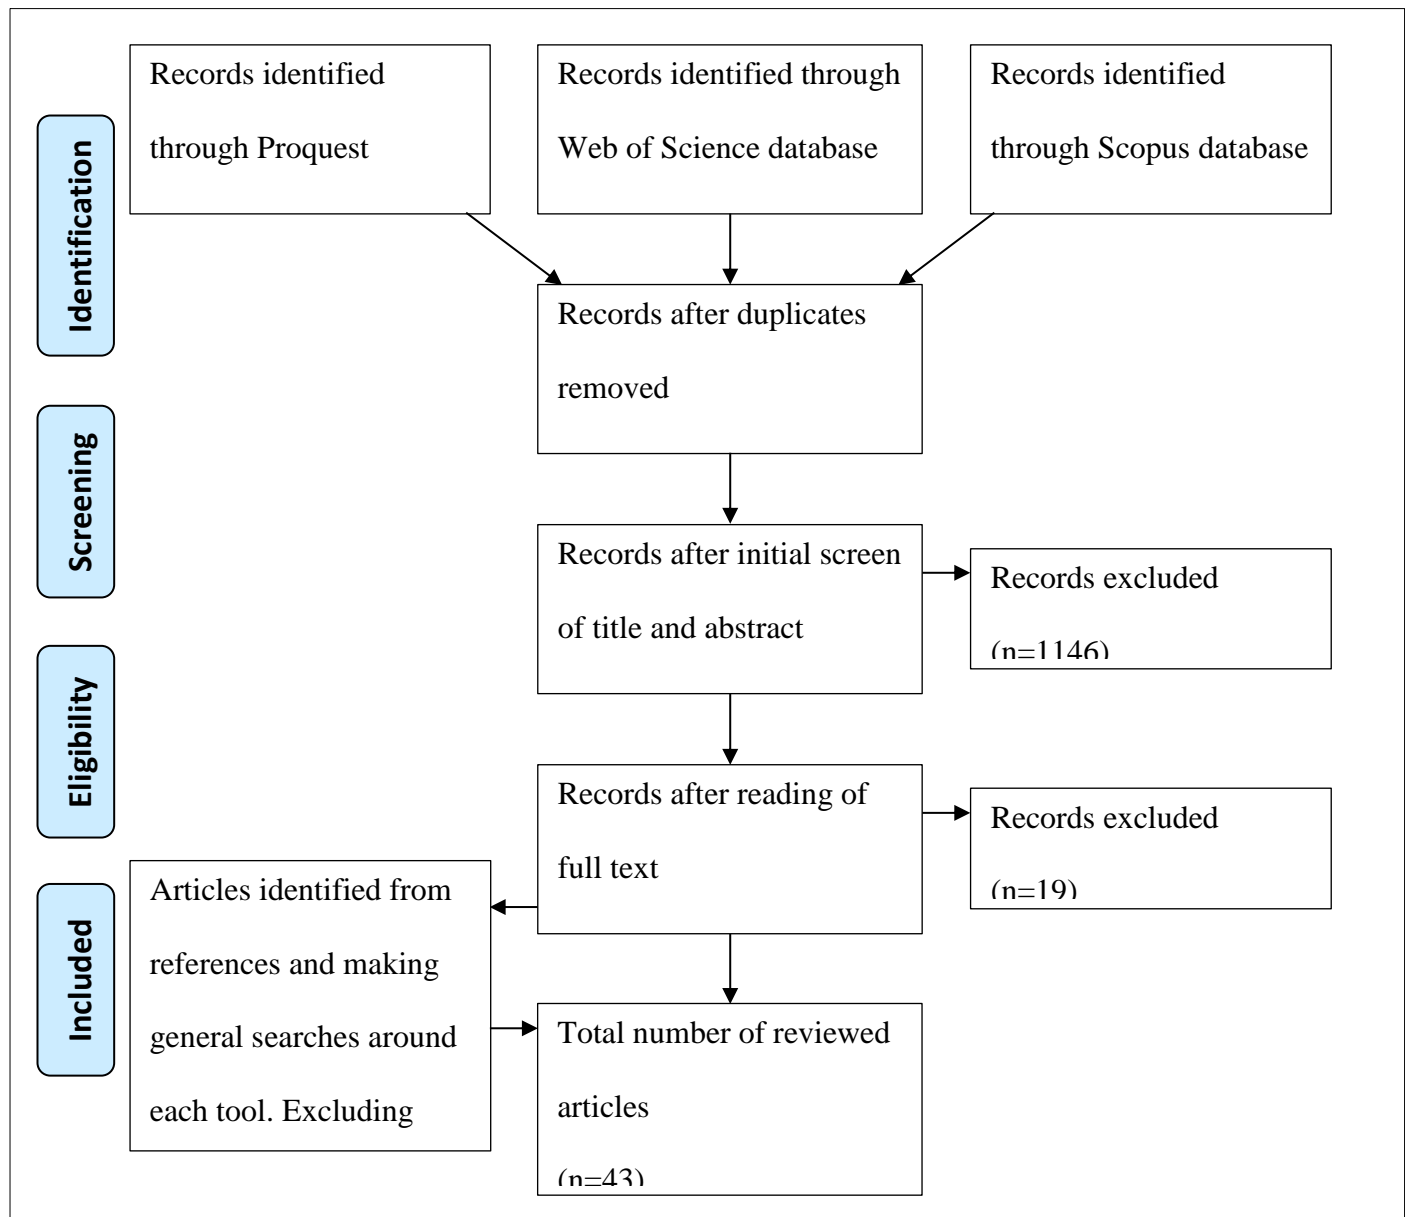 Records identified
through Proquest
Records identified through
Web of Science database
Records identified
through Scopus database
Identification
Records after duplicates
removed
Screening
Records after initial screen
of title and abstract
Records excluded
(n=1146)
Eligibility
Records after reading of
full text
Records excluded
(n=19)
Included
Articles identified from
references and making
general searches around
each tool. Excluding
Total number of reviewed
articles
(n=43)